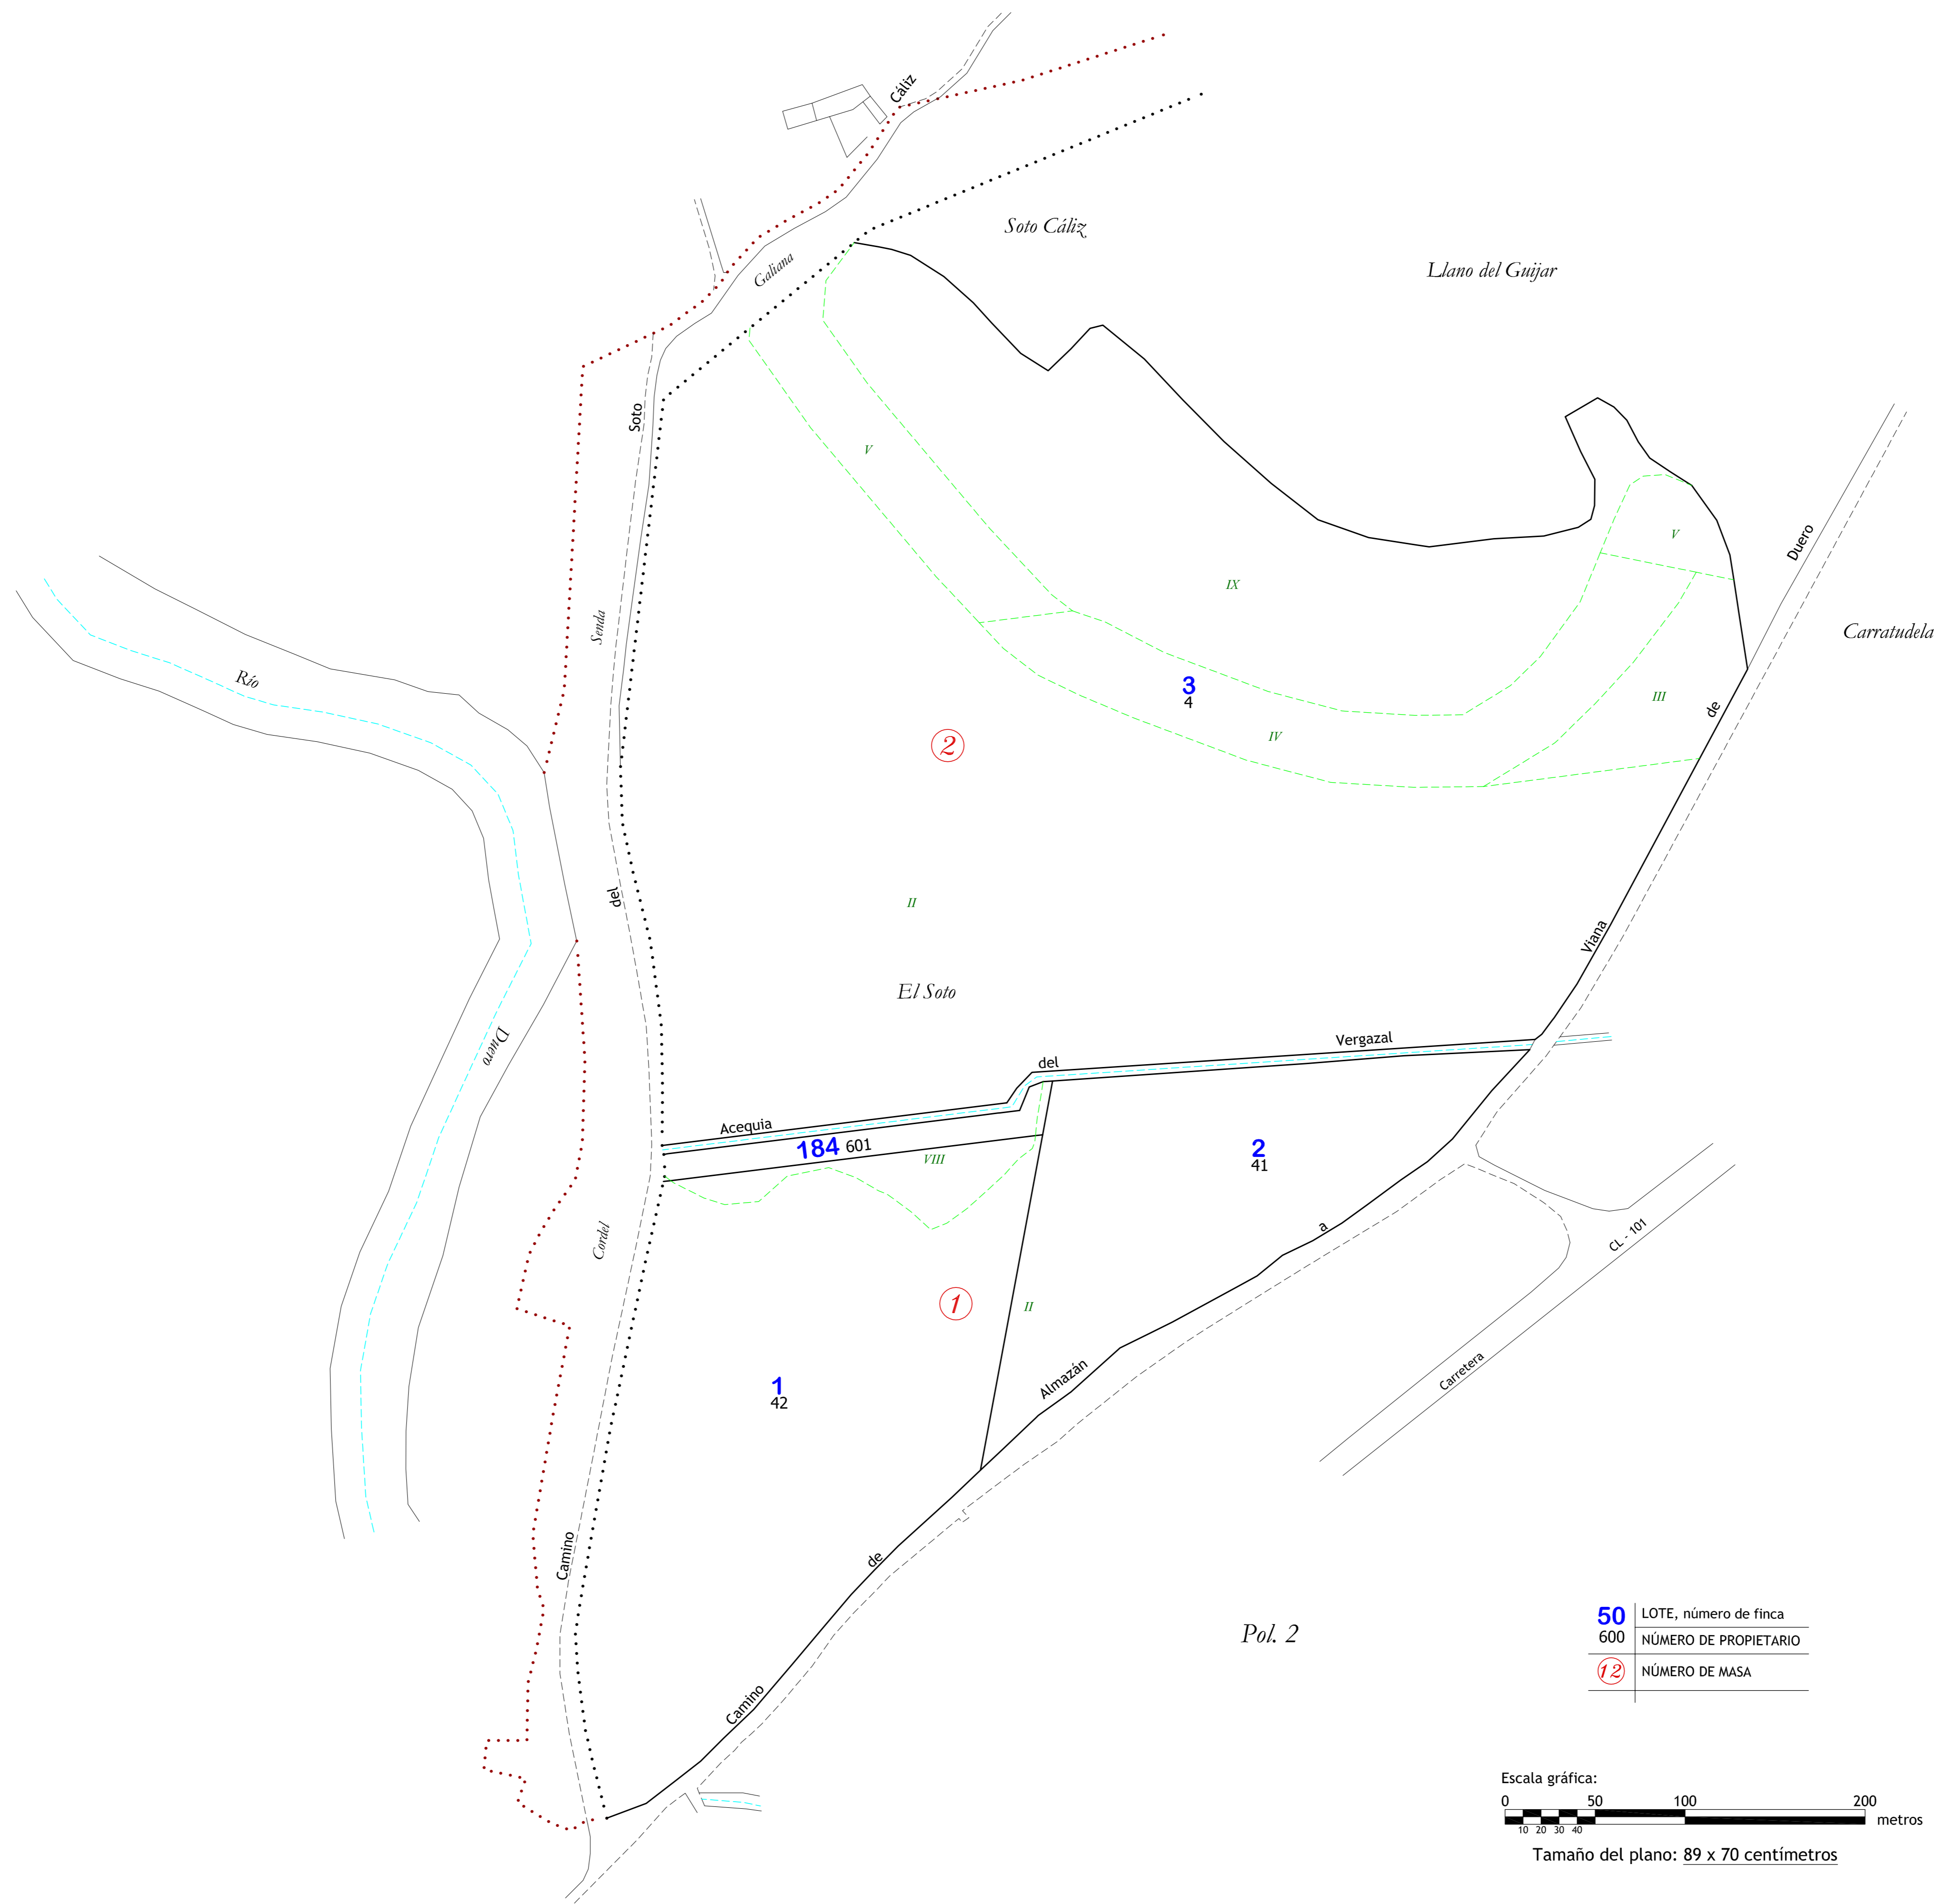 Cáliz
Soto Cáliz
Galiana
Llano del Guijar
Soto
V
V
Duero
IX
Senda
Carratudela
Río
3
4
III
de
IV
2
del
II
Viana
El Soto
Duero
Vergazal
del
Acequia
184 601
VIII
2
41
a
Cordel
CL - 101
1
II
Carretera
Almazán
1
42
Camino
de
Pol. 2
Camino
50 LOTE, número de finca
600 NÚMERO DE PROPIETARIO
12 NÚMERO DE MASA
Escala gráfica:
0 50 100 200
metros
10 20 30 40
Tamaño del plano: 89 x 70 centímetros